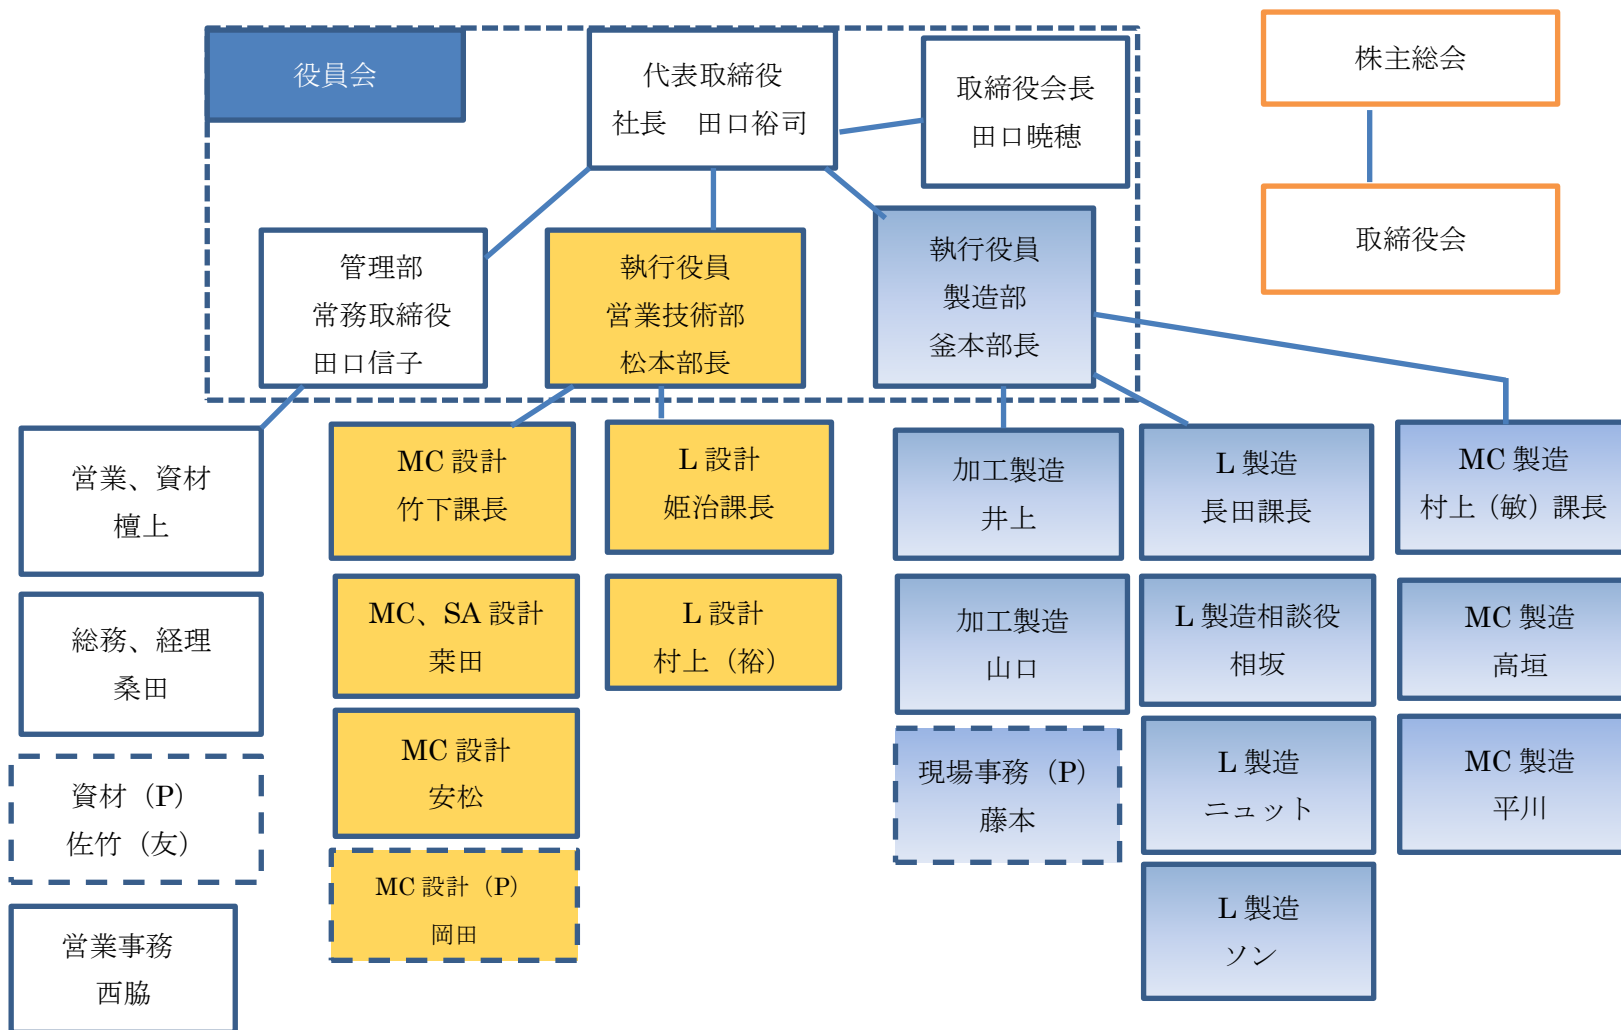 役員会
代表取締役
社長　田口裕司
取締役会長
田口暁穂
株主総会
取締役会
管理部
常務取締役
田口信子
執行役員
営業技術部
松本部長
執行役員
製造部
釜本部長
営業、資材
檀上
総務、経理
桑田
資材（P）
佐竹（友）
営業事務
西脇
MC 設計
竹下課長
MC、SA 設計
桒田
MC 設計
安松
MC 設計（P）
岡田
L 設計
姫治課長
L 設計
村上（裕）
加工製造
井上
加工製造
山口
現場事務（P）
藤本
L 製造
長田課長
L 製造相談役
相坂
L 製造
ニュット
L 製造
ソン
MC 製造
村上（敏）課長
MC 製造
高垣
MC 製造
平川